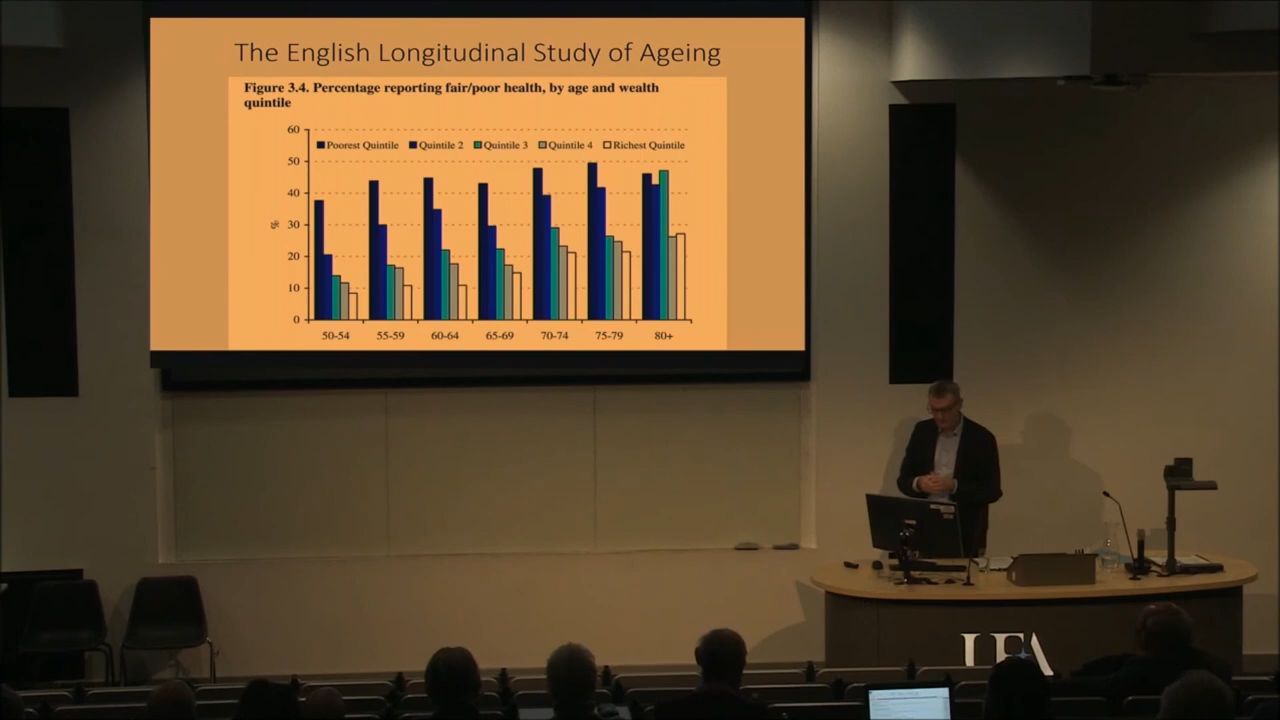 The English Longitudinal Study of Ageing
Figure 3.4. Percentage reporting fair/poor health, by age and wealth
quintile
60
50
40
30
20
10
0
%
Poorest Quintile Quintile 2 Quintile 3 Quintile 4 Richest Quintile
50-54 55-59 60-64 65-69 70-74 75-79 80+
UEA